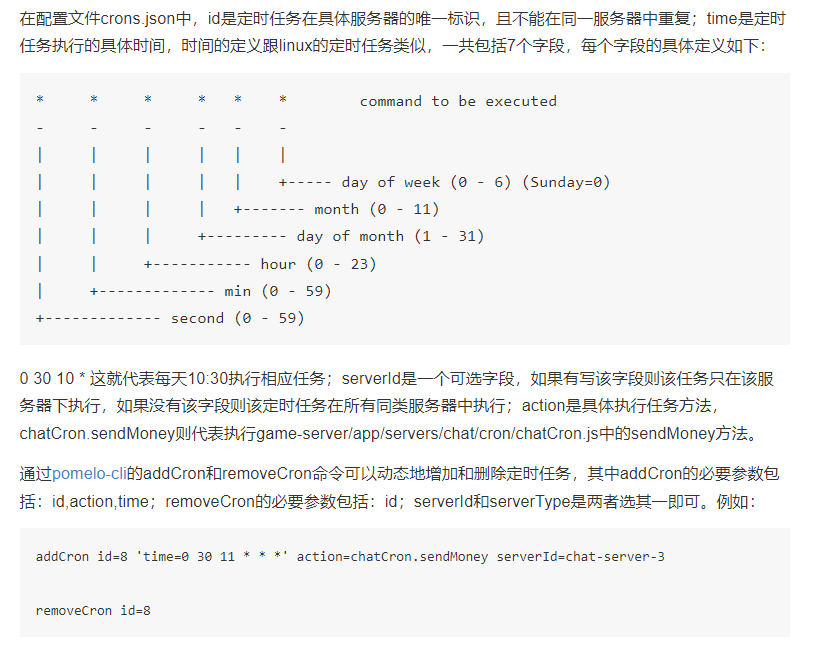 在配置文件crons.json中，id是定时任务在具体服务器的唯一标识，且不能在同一服务器中重复；time是定
时任务执行的具体时间，时间的定义跟linux的定时任务类似，一共包括7个字段，每个字段的具体定义如下：
*     *     *     *   *    *        command to be executed
-     -     -     -   -    -
|     |     |     |   |    |
|     |     |     |   |    +----- day of week (0 - 6) (Sunday=0)
|     |     |     |   +------- month (0 - 11)
|     |     |     +--------- day of month (1 - 31)
|     |     +----------- hour (0 - 23)
|     +------------- min (0 - 59)
+------------- second (0 - 59)
0 30 10 * 这就代表每天10:30执行相应任务；serverId是一个可选字段，如果有写该字段则该任务只在该服
务器下执行，如果没有该字段则该定时任务在所有同类服务器中执行；action是具体执行任务方法，
chatCron.sendMoney则代表执行game-server/app/servers/chat/cron/chatCron.js中的sendMoney方法。
通过pomelo-cli的addCron和removeCron命令可以动态地增加和删除定时任务，其中addCron的必要参数包
括：id,action,time；removeCron的必要参数包括：id；serverId和serverType是两者选其一即可。例如：
addCron id=8 'time=0 30 11 * * *' action=chatCron.sendMoney serverId=chat-server-3
removeCron id=8